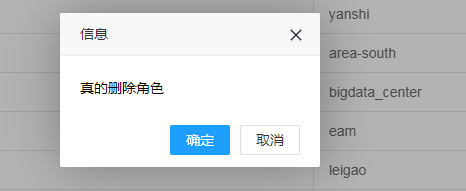 信息
真的删除角色
确定 取消
yanshi
area-south
bigdata_center
eam
leigao